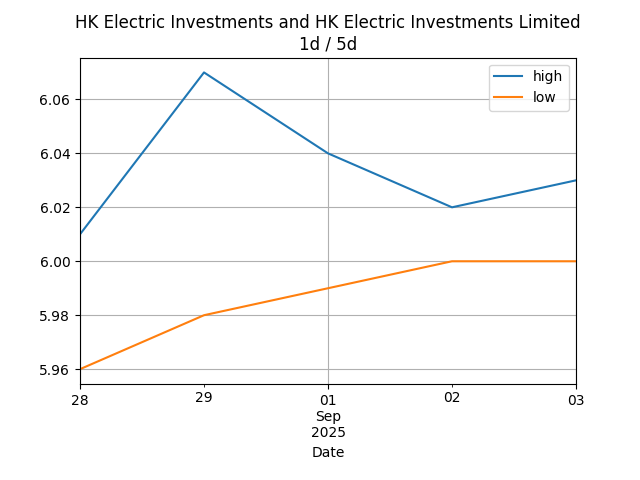 HK Electric Investments and HK Electric Investments Limited
1d / 5d
high
low
6.06
6.04
6.02
6.00
5.98
5.96
28
29
01
02
03
Sep
2025
Date